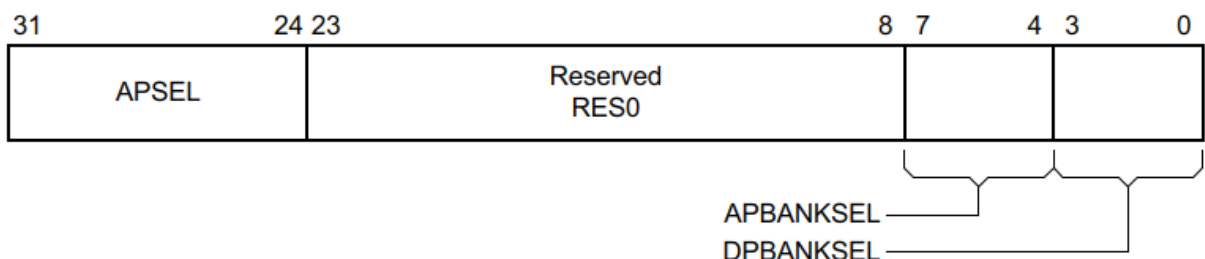 31 24 23 8 7 4 3 0
APSEL
Reserved
RES0
APBANKSEL
DPBANKSEL